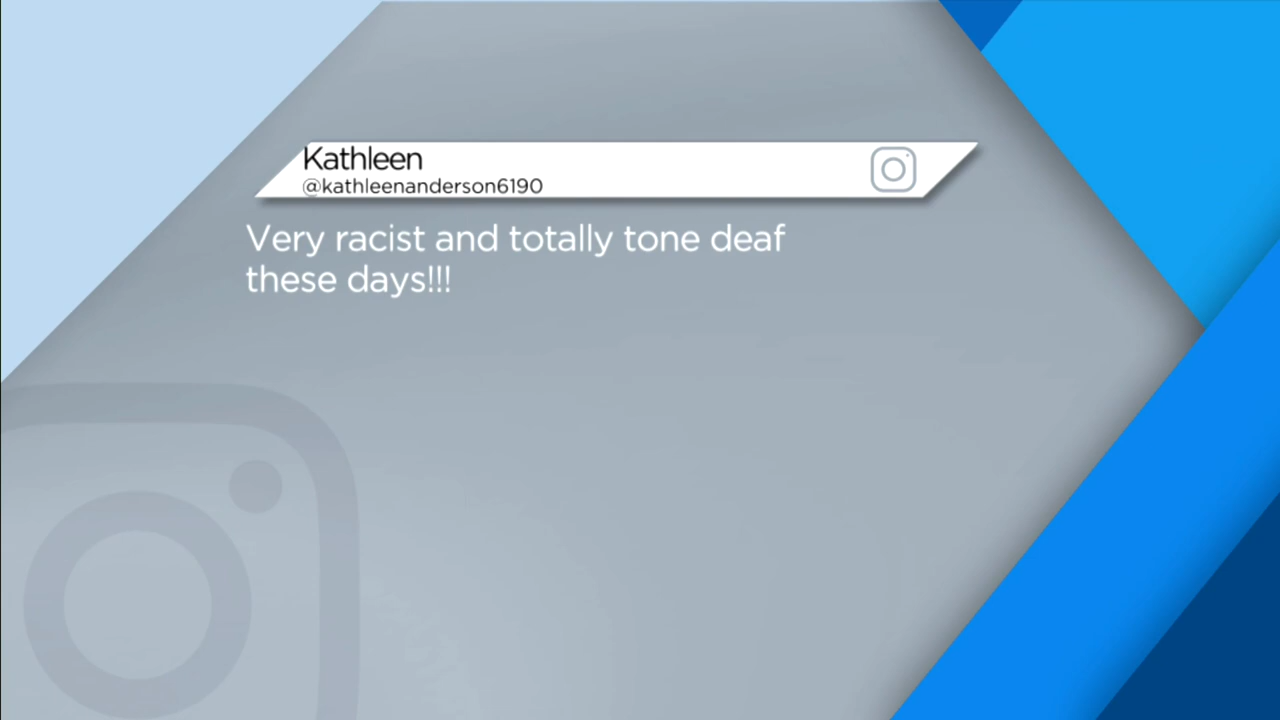 Kathleen
@kathleenanderson6190
Very racist and totally tone deaf
these days!!!